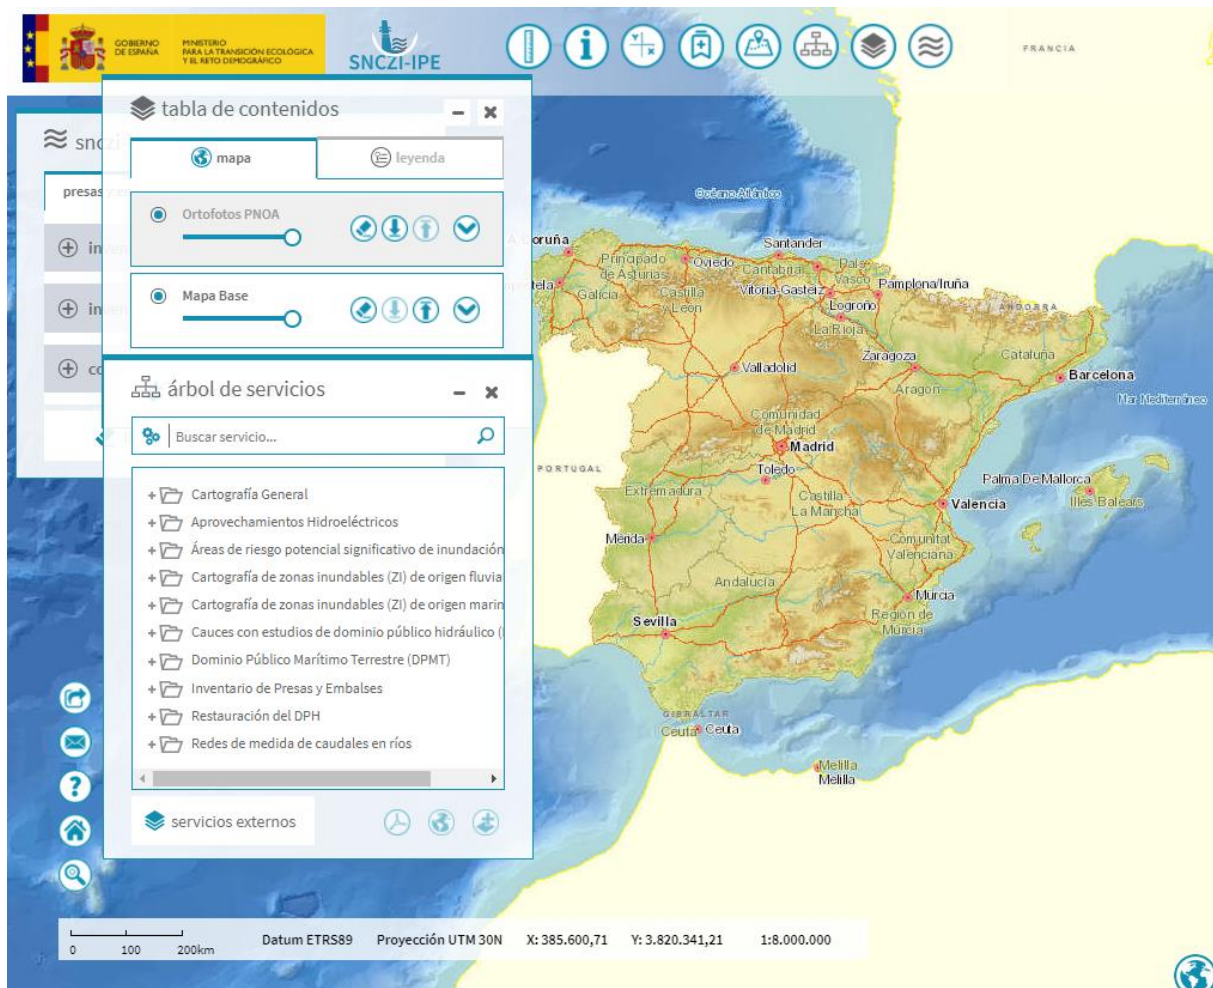 GOBIERNO
DE ESPAÑA
MINISTERIO
PARA LA TRANSICIÓN ECOLÓGICA
Y EL RETO DEMOGRÁFICO
SNCZI-IPE
tabla de contenidos
mapa
leyenda
Ortofotos PNOA
Mapa Base
snczi
presas y
árbol de servicios
Buscar servicio...
+ Cartografía General
+ Aprovechamientos Hidroeléctricos
+ Áreas de riesgo potencial significativo de inundación
+ Cartografía de zonas inundables (ZI) de origen fluvia
+ Cartografía de zonas inundables (ZI) de origen marin
+ Cauces con estudios de dominio público hidráulico (
+ Dominio Público Marítimo Terrestre (DPMT)
+ Inventario de Presas y Embalses
+ Restauración del DPH
+ Redes de medida de caudales en ríos
servicios externos
FRANCIA
Océano Atlántico
A Coruña
Santander
Principado
de Asturias
Oviedo
Cantabria
País
Vasco
Pamplona/Iruña
Galicia
Castilla
y León
Vitoria-Gasteiz
Logroño
La Rioja
ANDORRA
Zaragoza
Cataluña
Valladolid
Aragón
Barcelona
Mar Mediterráneo
Comunidad
de Madrid
Madrid
PORTUGAL
Toledo
Extremadura
Castilla -
La Mancha
Palma De Mallorca
Illes Balears
Valencia
Mérida
Comunitat
Valenciana
Andalucía
Murcia
Región de
Murcia
Sevilla
GIBRALTAR
Ceuta
Ceuta
Melilla
Melilla
0 100 200km
Datum ETRS89 Proyección UTM 30N X: 385.600,71 Y: 3.820.341,21 1:8.000.000